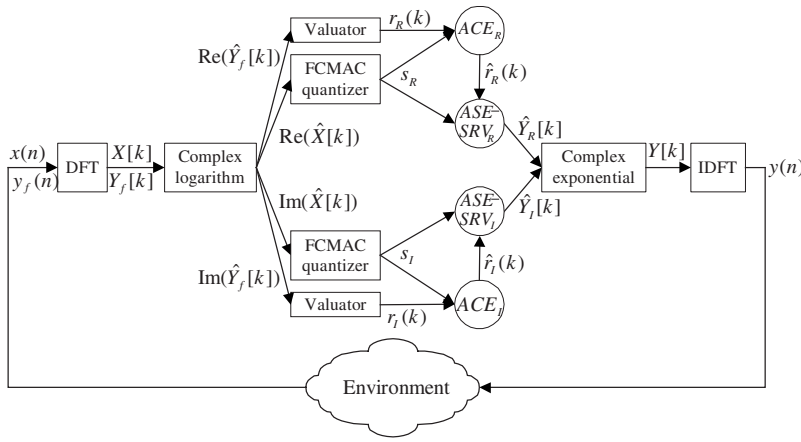 Valuator
r_R(k)
ACE_R
Re(Ŷ_f[k])
FCMAC
quantizer
s_R
r̂_R(k)
ASE-
SRV_R
Ŷ_R[k]
Re(X̂[k])
x(n)
y_f(n)
DFT
X[k]
Y_f[k]
Complex
logarithm
Complex
exponential
Y[k]
IDFT
y(n)
Im(X̂[k])
ASE-
SRV_I
Ŷ_I[k]
FCMAC
quantizer
s_I
r̂_I(k)
Im(Ŷ_f[k])
Valuator
r_I(k)
ACE_I
Environment